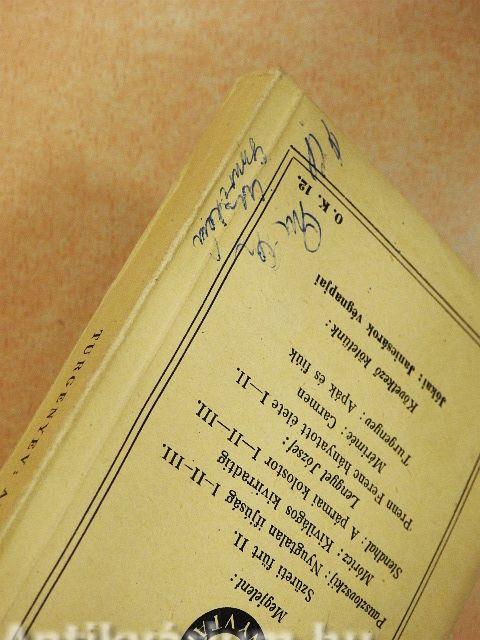 Megjelent:
Szüreti fürt II.
Pausztovszkij: Nyugtalan ifjúság I—II—III.
Móricz: Kivilágos kivirradtig
Stendhal: A pármai kolostor I—II—III.
Lengyel József:
Prenn Ferenc hányatott élete I—II.
Mérimée: Carmen
Turgenyev: Apák és fiúk
Következő kötetünk:
Jókai: Janicsárok végnapjai
O. K. 12.
TURGENYEV: A